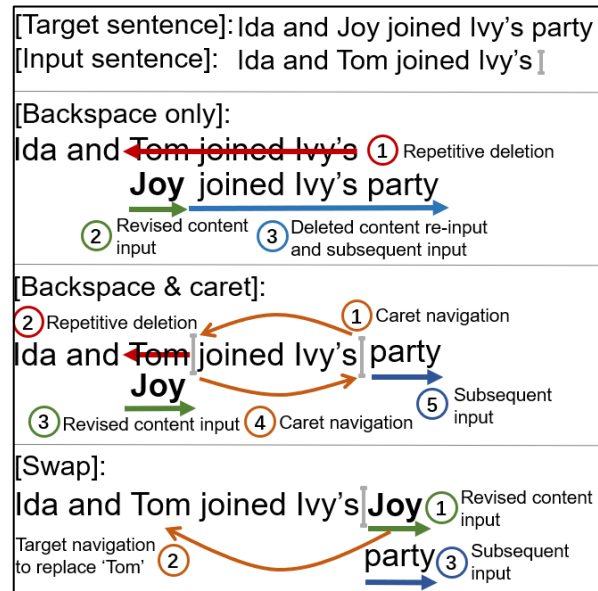 [Target sentence]: Ida and Joy joined Ivy's party
[Input sentence]: Ida and Tom joined Ivy's
[Backspace only]:
Ida and Tom joined Ivy's ① Repetitive deletion
Joy joined Ivy's party
② Revised content input
③ Deleted content re-input and subsequent input
[Backspace & caret]:
① Caret navigation
② Repetitive deletion
Ida and Tom joined Ivy's party
Joy
③ Revised content input ④ Caret navigation
⑤ Subsequent input
[Swap]:
Ida and Tom joined Ivy's Joy ① Revised content input
Target navigation to replace 'Tom' ②
party ③ Subsequent input